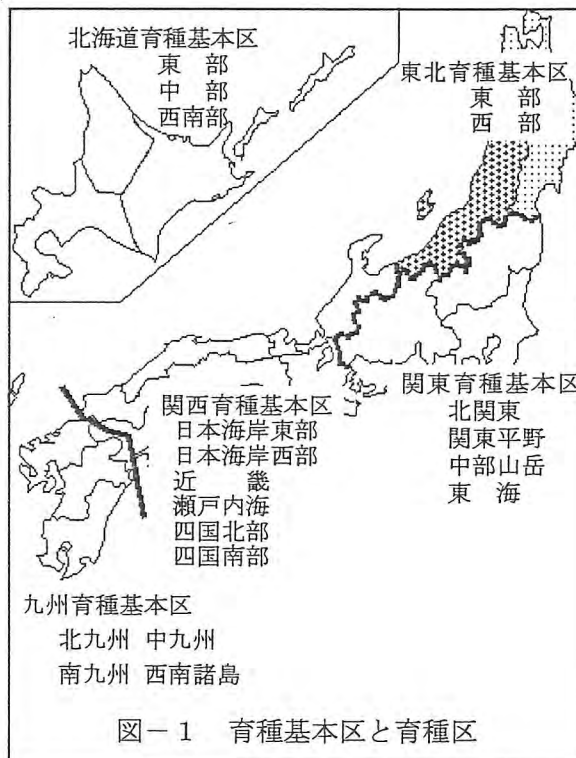 北海道育種基本区
東　部
中　部
西南部
東北育種基本区
東　部
西　部
関東育種基本区
北関東
関東平野
中部山岳
東　海
関西育種基本区
日本海岸東部
日本海岸西部
近　　畿
瀬戸内海
四国北部
四国南部
九州育種基本区
北九州 中九州
南九州 西南諸島
図－1　育種基本区と育種区